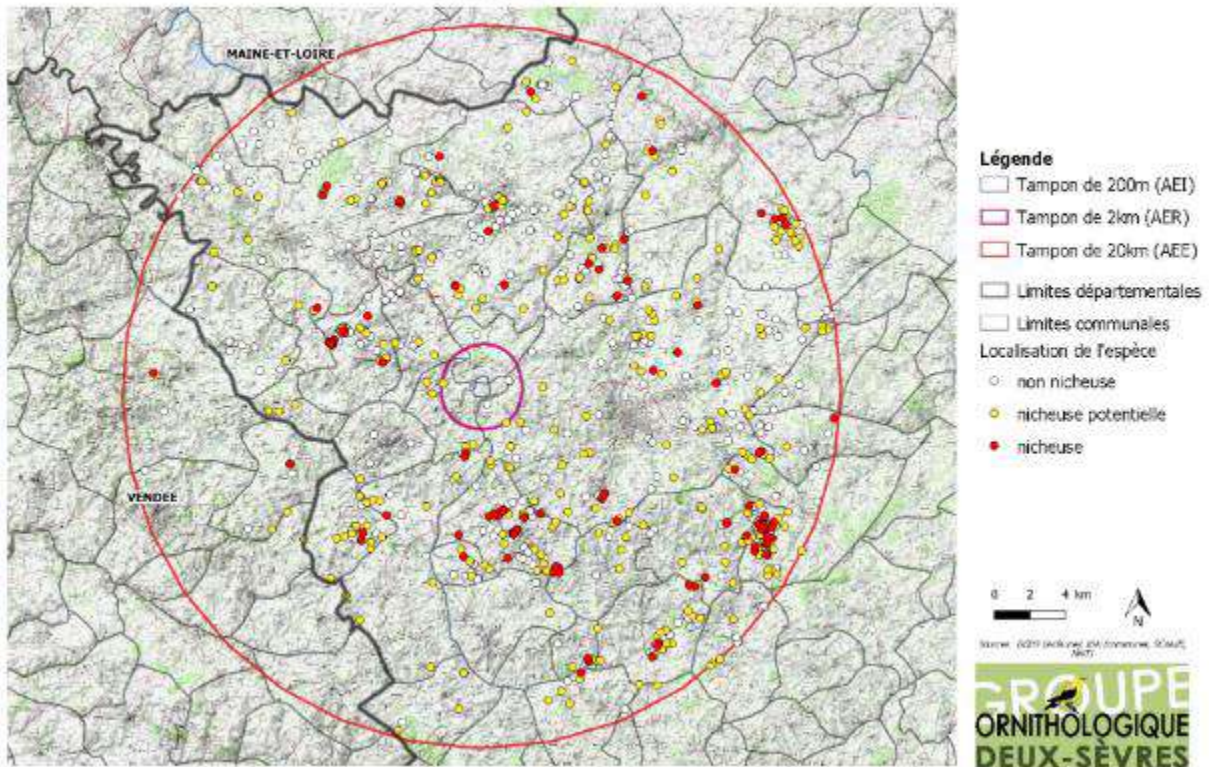 MAINE-ET-LOIRE
VENDEE
Légende
Tampon de 200m (AEI)
Tampon de 2km (AER)
Tampon de 20km (AEE)
Limites départementales
Limites communales
Localisation de l'espèce
non nicheuse
nicheuse potentielle
nicheuse
0 2 4 km
N
GROUPE
ORNITHOLOGIQUE
DEUX-SÈVRES